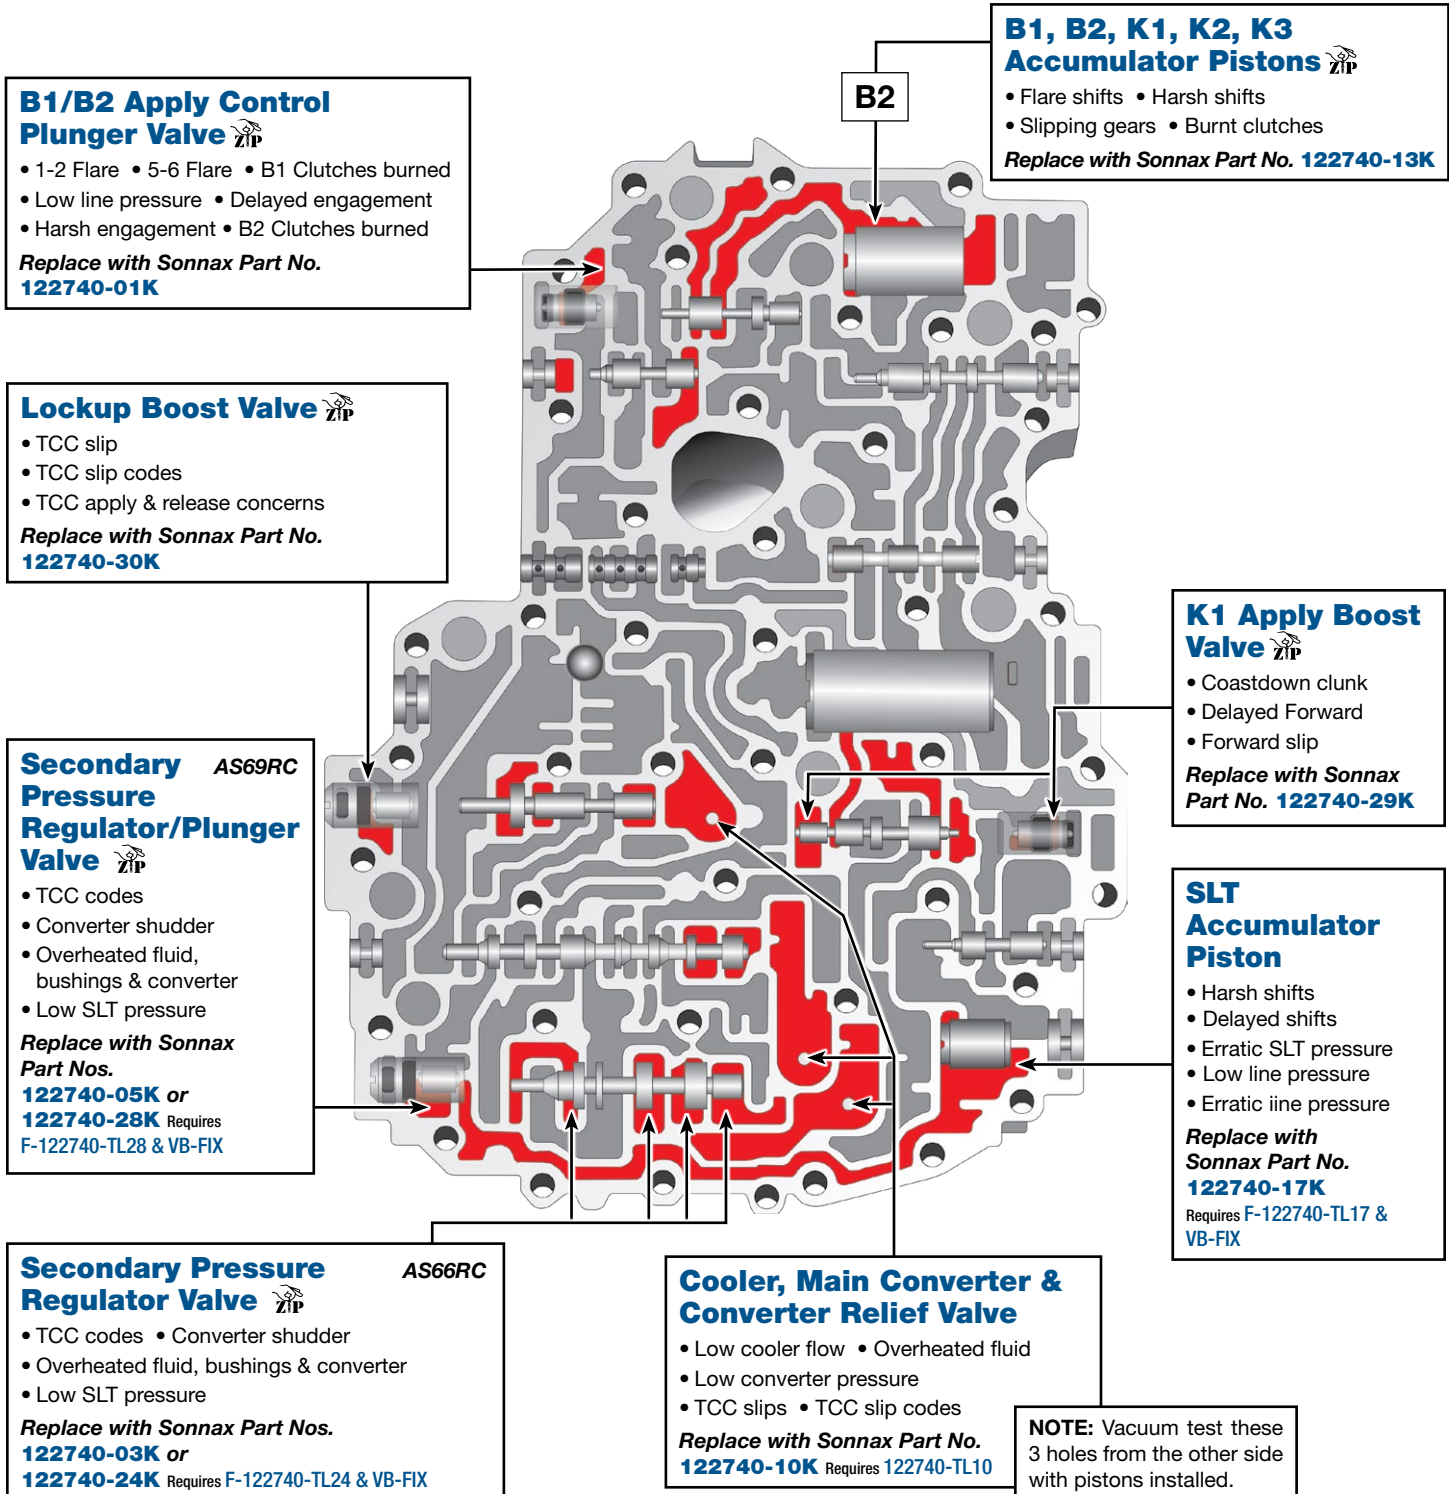 B1, B2, K1, K2, K3
Accumulator Pistons ZIP
• Flare shifts • Harsh shifts
• Slipping gears • Burnt clutches
Replace with Sonnax Part No. 122740-13K
B2
B1/B2 Apply Control
Plunger Valve ZIP
• 1-2 Flare • 5-6 Flare • B1 Clutches burned
• Low line pressure • Delayed engagement
• Harsh engagement • B2 Clutches burned
Replace with Sonnax Part No.
122740-01K
Lockup Boost Valve ZIP
• TCC slip
• TCC slip codes
• TCC apply & release concerns
Replace with Sonnax Part No.
122740-30K
K1 Apply Boost
Valve ZIP
• Coastdown clunk
• Delayed Forward
• Forward slip
Replace with Sonnax
Part No. 122740-29K
Secondary AS69RC
Pressure
Regulator/Plunger
Valve ZIP
• TCC codes
• Converter shudder
• Overheated fluid,
bushings & converter
• Low SLT pressure
Replace with Sonnax
Part Nos.
122740-05K or
122740-28K Requires
F-122740-TL28 & VB-FIX
SLT
Accumulator
Piston
• Harsh shifts
• Delayed shifts
• Erratic SLT pressure
• Low line pressure
• Erratic iine pressure
Replace with
Sonnax Part No.
122740-17K
Requires F-122740-TL17 &
VB-FIX
Secondary Pressure AS66RC
Regulator Valve ZIP
• TCC codes • Converter shudder
• Overheated fluid, bushings & converter
• Low SLT pressure
Replace with Sonnax Part Nos.
122740-03K or
122740-24K Requires F-122740-TL24 & VB-FIX
Cooler, Main Converter &
Converter Relief Valve
• Low cooler flow • Overheated fluid
• Low converter pressure
• TCC slips • TCC slip codes
Replace with Sonnax Part No.
122740-10K Requires 122740-TL10
NOTE: Vacuum test these
3 holes from the other side
with pistons installed.